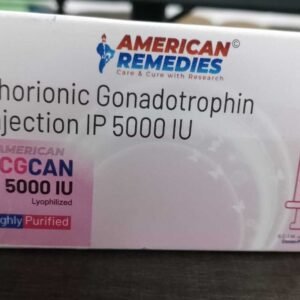 AMERICAN©
REMEDIES
Care & Cure with Research
horionic Gonadotrophin
jection IP 5000 IU
AMERICAN
CGCAN
5000 IU
Lyophilized
ghly Purified